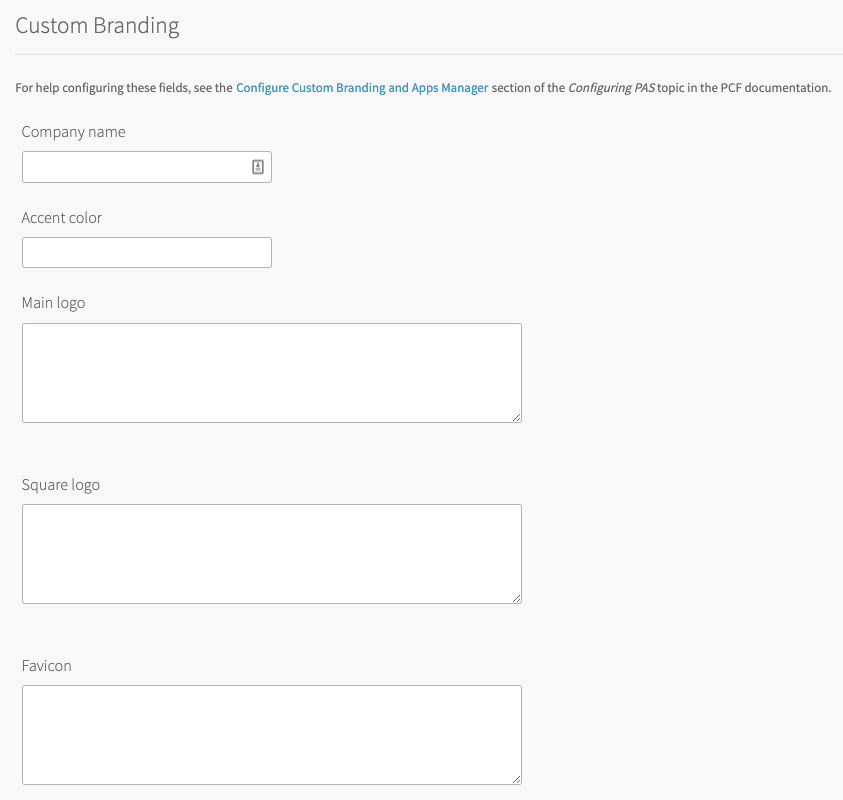 Custom Branding
For help configuring these fields, see the Configure Custom Branding and Apps Manager section of the Configuring PAS topic in the PCF documentation.
Company name
Accent color
Main logo
Square logo
Favicon